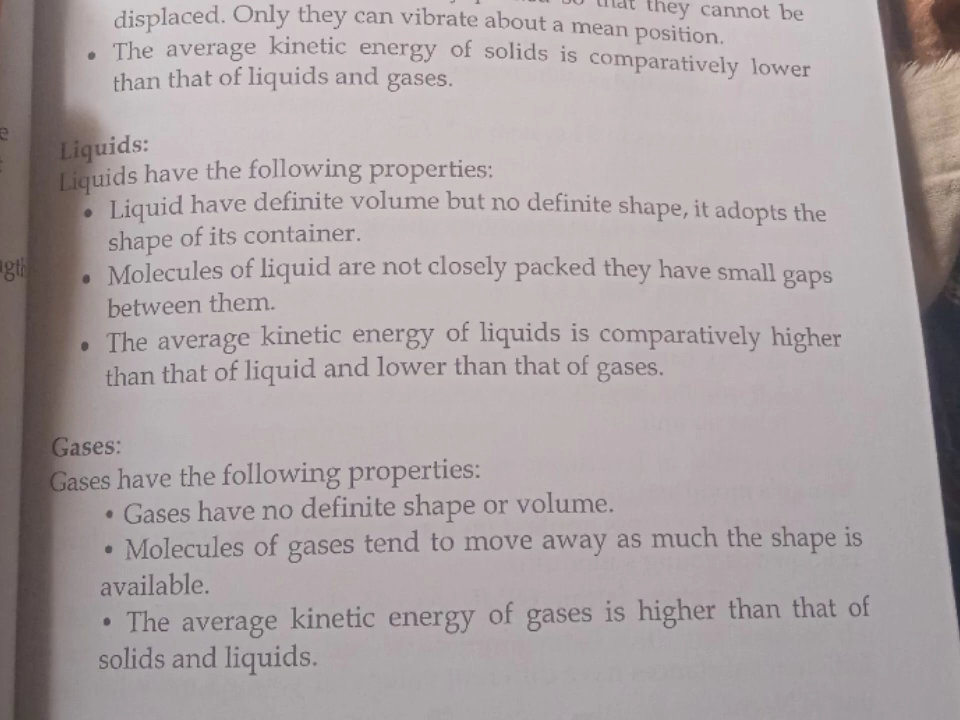 that they cannot be
displaced. Only they can vibrate about a mean position.
• The average kinetic energy of solids is comparatively lower
than that of liquids and gases.
Liquids:
Liquids have the following properties:
• Liquid have definite volume but no definite shape, it adopts the
shape of its container.
• Molecules of liquid are not closely packed they have small gaps
between them.
• The average kinetic energy of liquids is comparatively higher
than that of liquid and lower than that of gases.
Gases:
Gases have the following properties:
• Gases have no definite shape or volume.
• Molecules of gases tend to move away as much the shape is
available.
• The average kinetic energy of gases is higher than that of
solids and liquids.